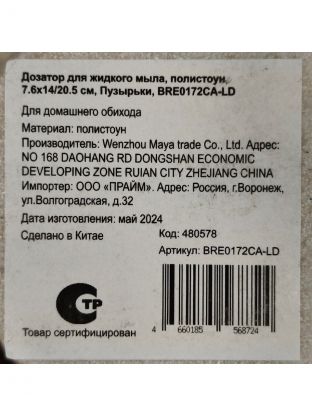 Дозатор для жидкого мыла, полистоун,
7.6x14/20.5 см, Пузырьки, BRE0172CA-LD
Для домашнего обихода
Материал: полистоун
Производитель: Wenzhou Maya trade Co., Ltd. Адрес:
NO 168 DAOHANG RD DONGSHAN ECONOMIC
DEVELOPING ZONE RUIAN CITY ZHEJIANG CHINA
Импортер: ООО «ПРАЙМ». Адрес: Россия, г.Воронеж,
ул.Волгоградская, д.32
Дата изготовления: май 2024
Сделано в Китае
Код: 480578
Артикул: BRE0172CA-LD
ТР
Товар сертифицирован
4 660185 568724